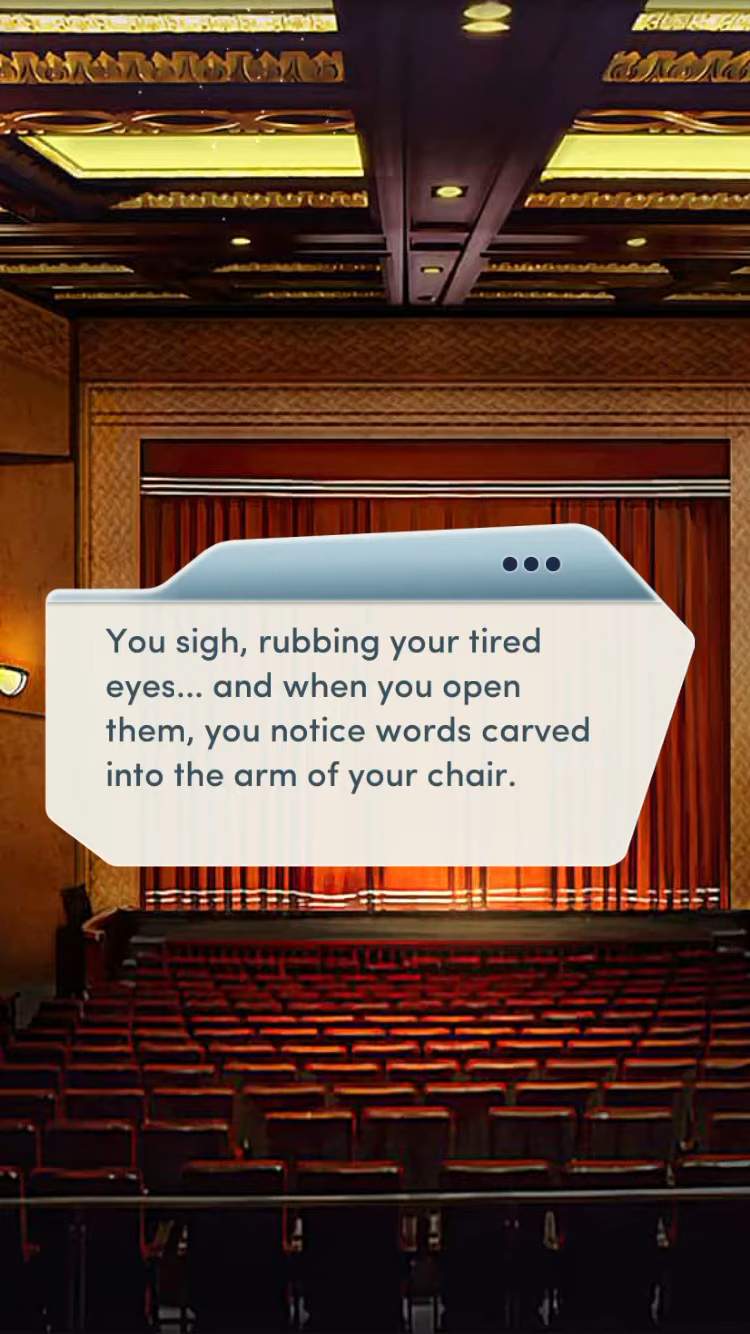 You sigh, rubbing your tired
eyes... and when you open
them, you notice words carved
into the arm of your chair.